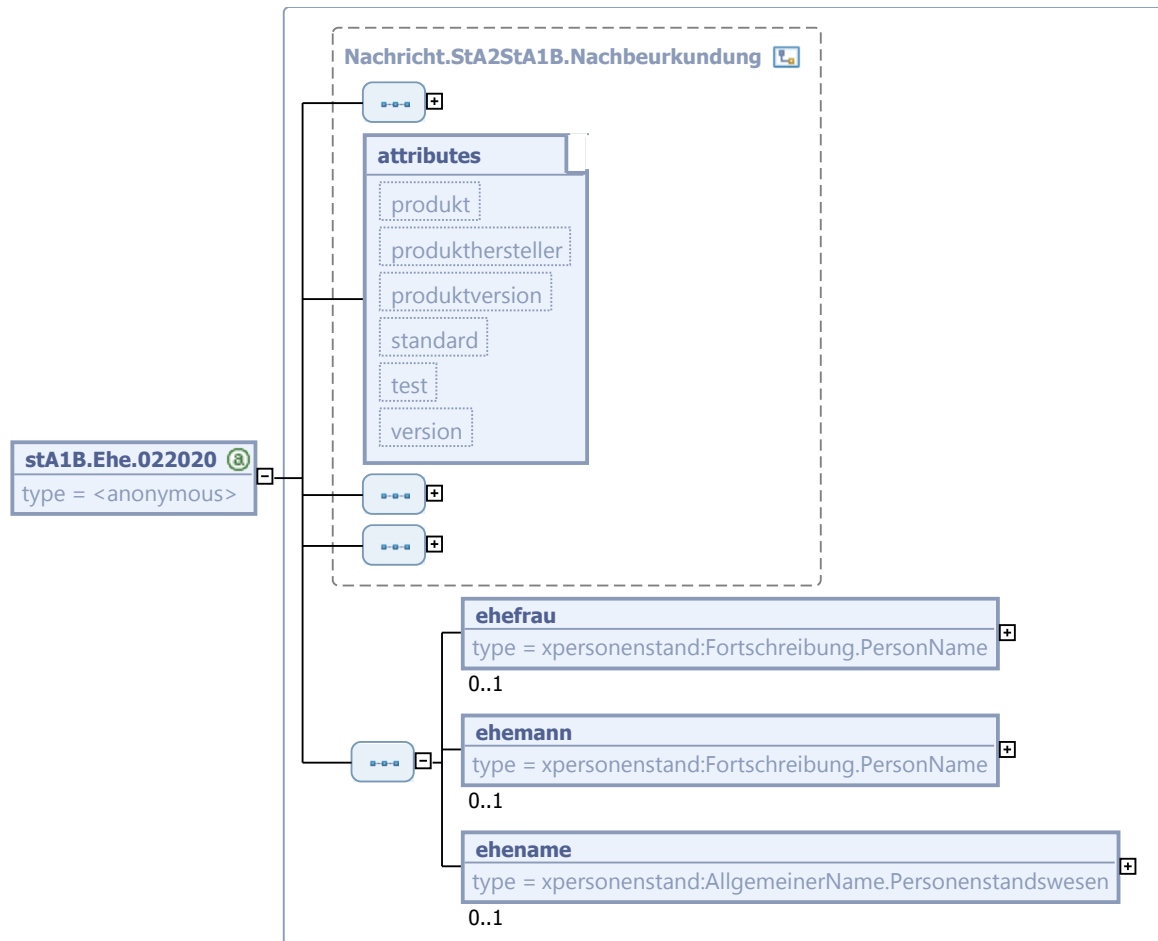 Nachricht.StA2StA1B.Nachbeurkundung
attributes
produkt
produkthersteller
produktversion
standard
test
version
stA1B.Ehe.022020
type = <anonymous>
ehefrau
type = xpersonenstand:Fortschreibung.PersonName
0..1
ehemann
type = xpersonenstand:Fortschreibung.PersonName
0..1
ehename
type = xpersonenstand:AllgemeinerName.Personenstandswesen
0..1